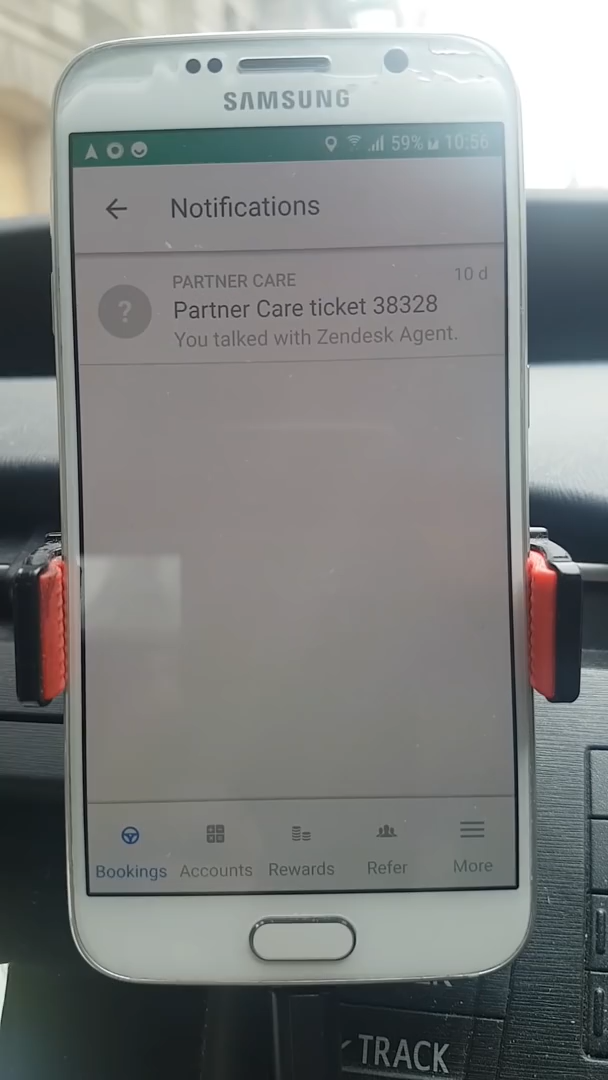 SAMSUNG
59% 10:56
Notifications
PARTNER CARE
10 d
Partner Care ticket 38328
You talked with Zendesk Agent.
?
Bookings Accounts Rewards Refer More
TRACK